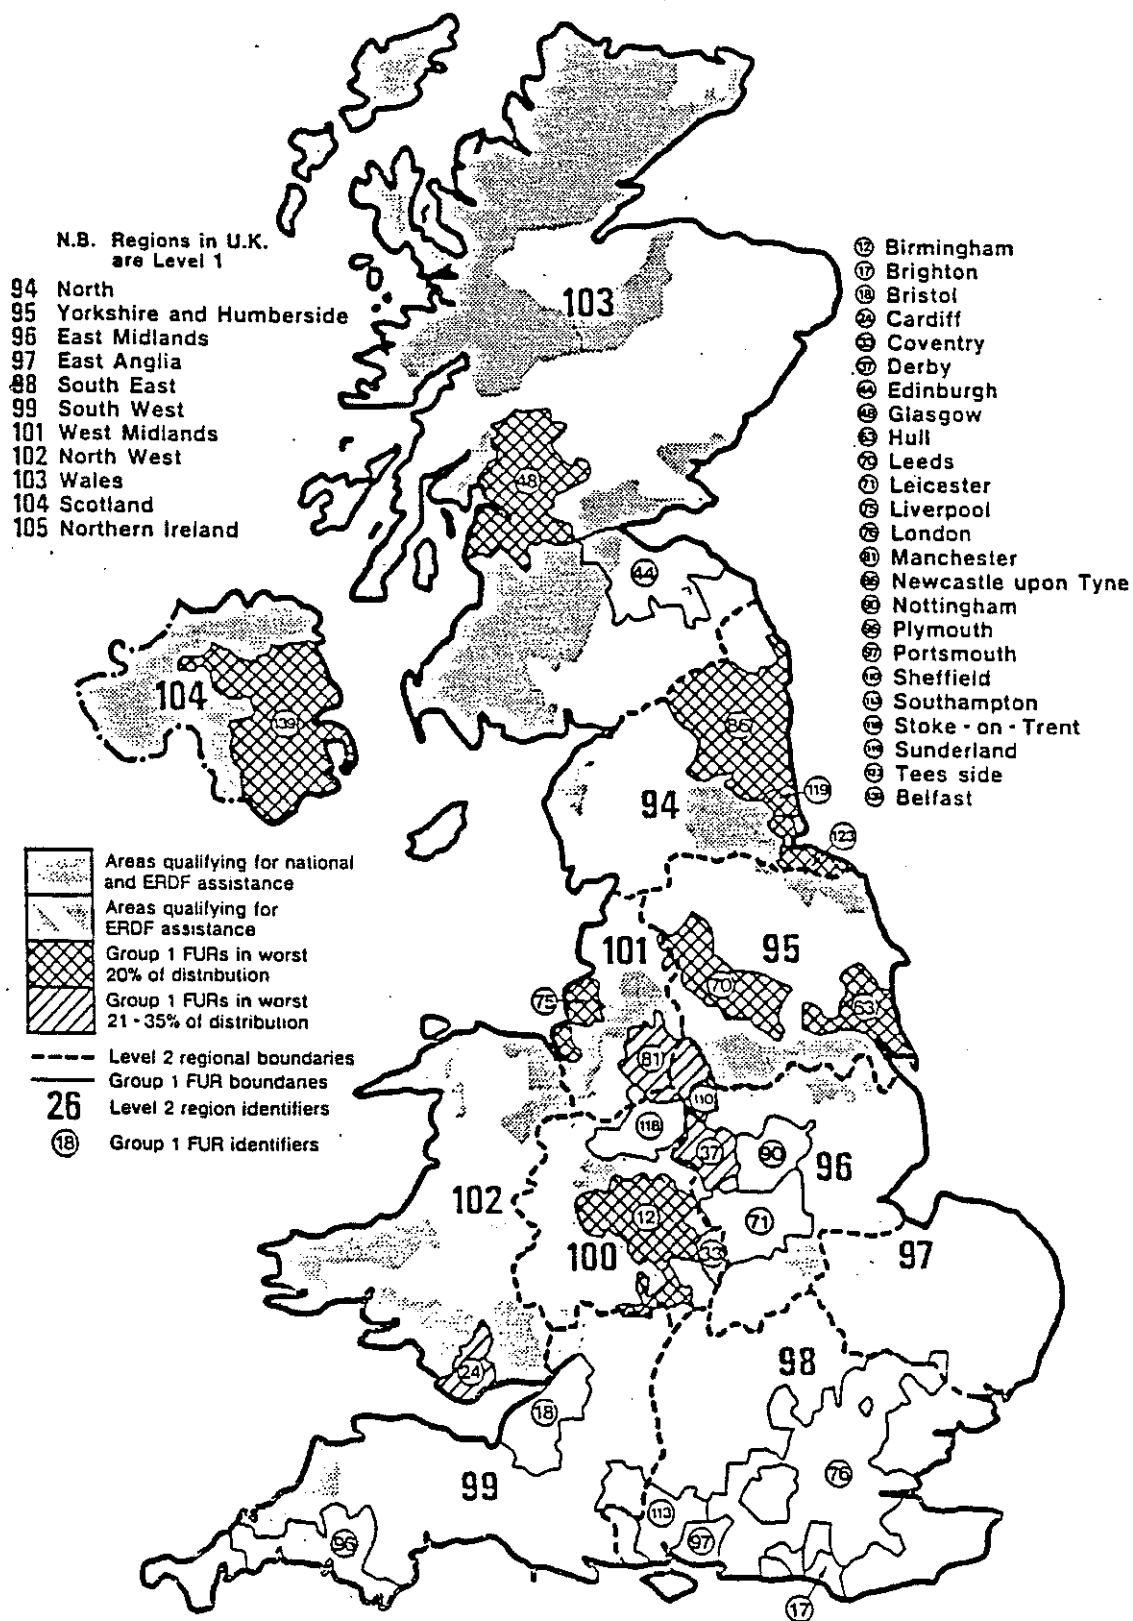 N.B. Regions in U.K.
are Level 1
94 North
95 Yorkshire and Humberside
96 East Midlands
97 East Anglia
98 South East
99 South West
101 West Midlands
102 North West
103 Wales
104 Scotland
105 Northern Ireland
12 Birmingham
17 Brighton
18 Bristol
24 Cardiff
33 Coventry
37 Derby
44 Edinburgh
48 Glasgow
63 Hull
70 Leeds
71 Leicester
75 Liverpool
76 London
81 Manchester
86 Newcastle upon Tyne
90 Nottingham
96 Plymouth
97 Portsmouth
110 Sheffield
113 Southampton
118 Stoke - on - Trent
119 Sunderland
123 Tees side
139 Belfast
103
48
44
104
139
86
94
119
123
101
95
75
70
63
81
110
118
37
90
96
102
12
71
100
33
97
24
98
18
99
76
113
96
97
17
Areas qualifying for national
and ERDF assistance
Areas qualifying for
ERDF assistance
Group 1 FURs in worst
20% of distribution
Group 1 FURs in worst
21 - 35% of distribution
Level 2 regional boundaries
Group 1 FUR boundaries
26 Level 2 region identifiers
18 Group 1 FUR identifiers